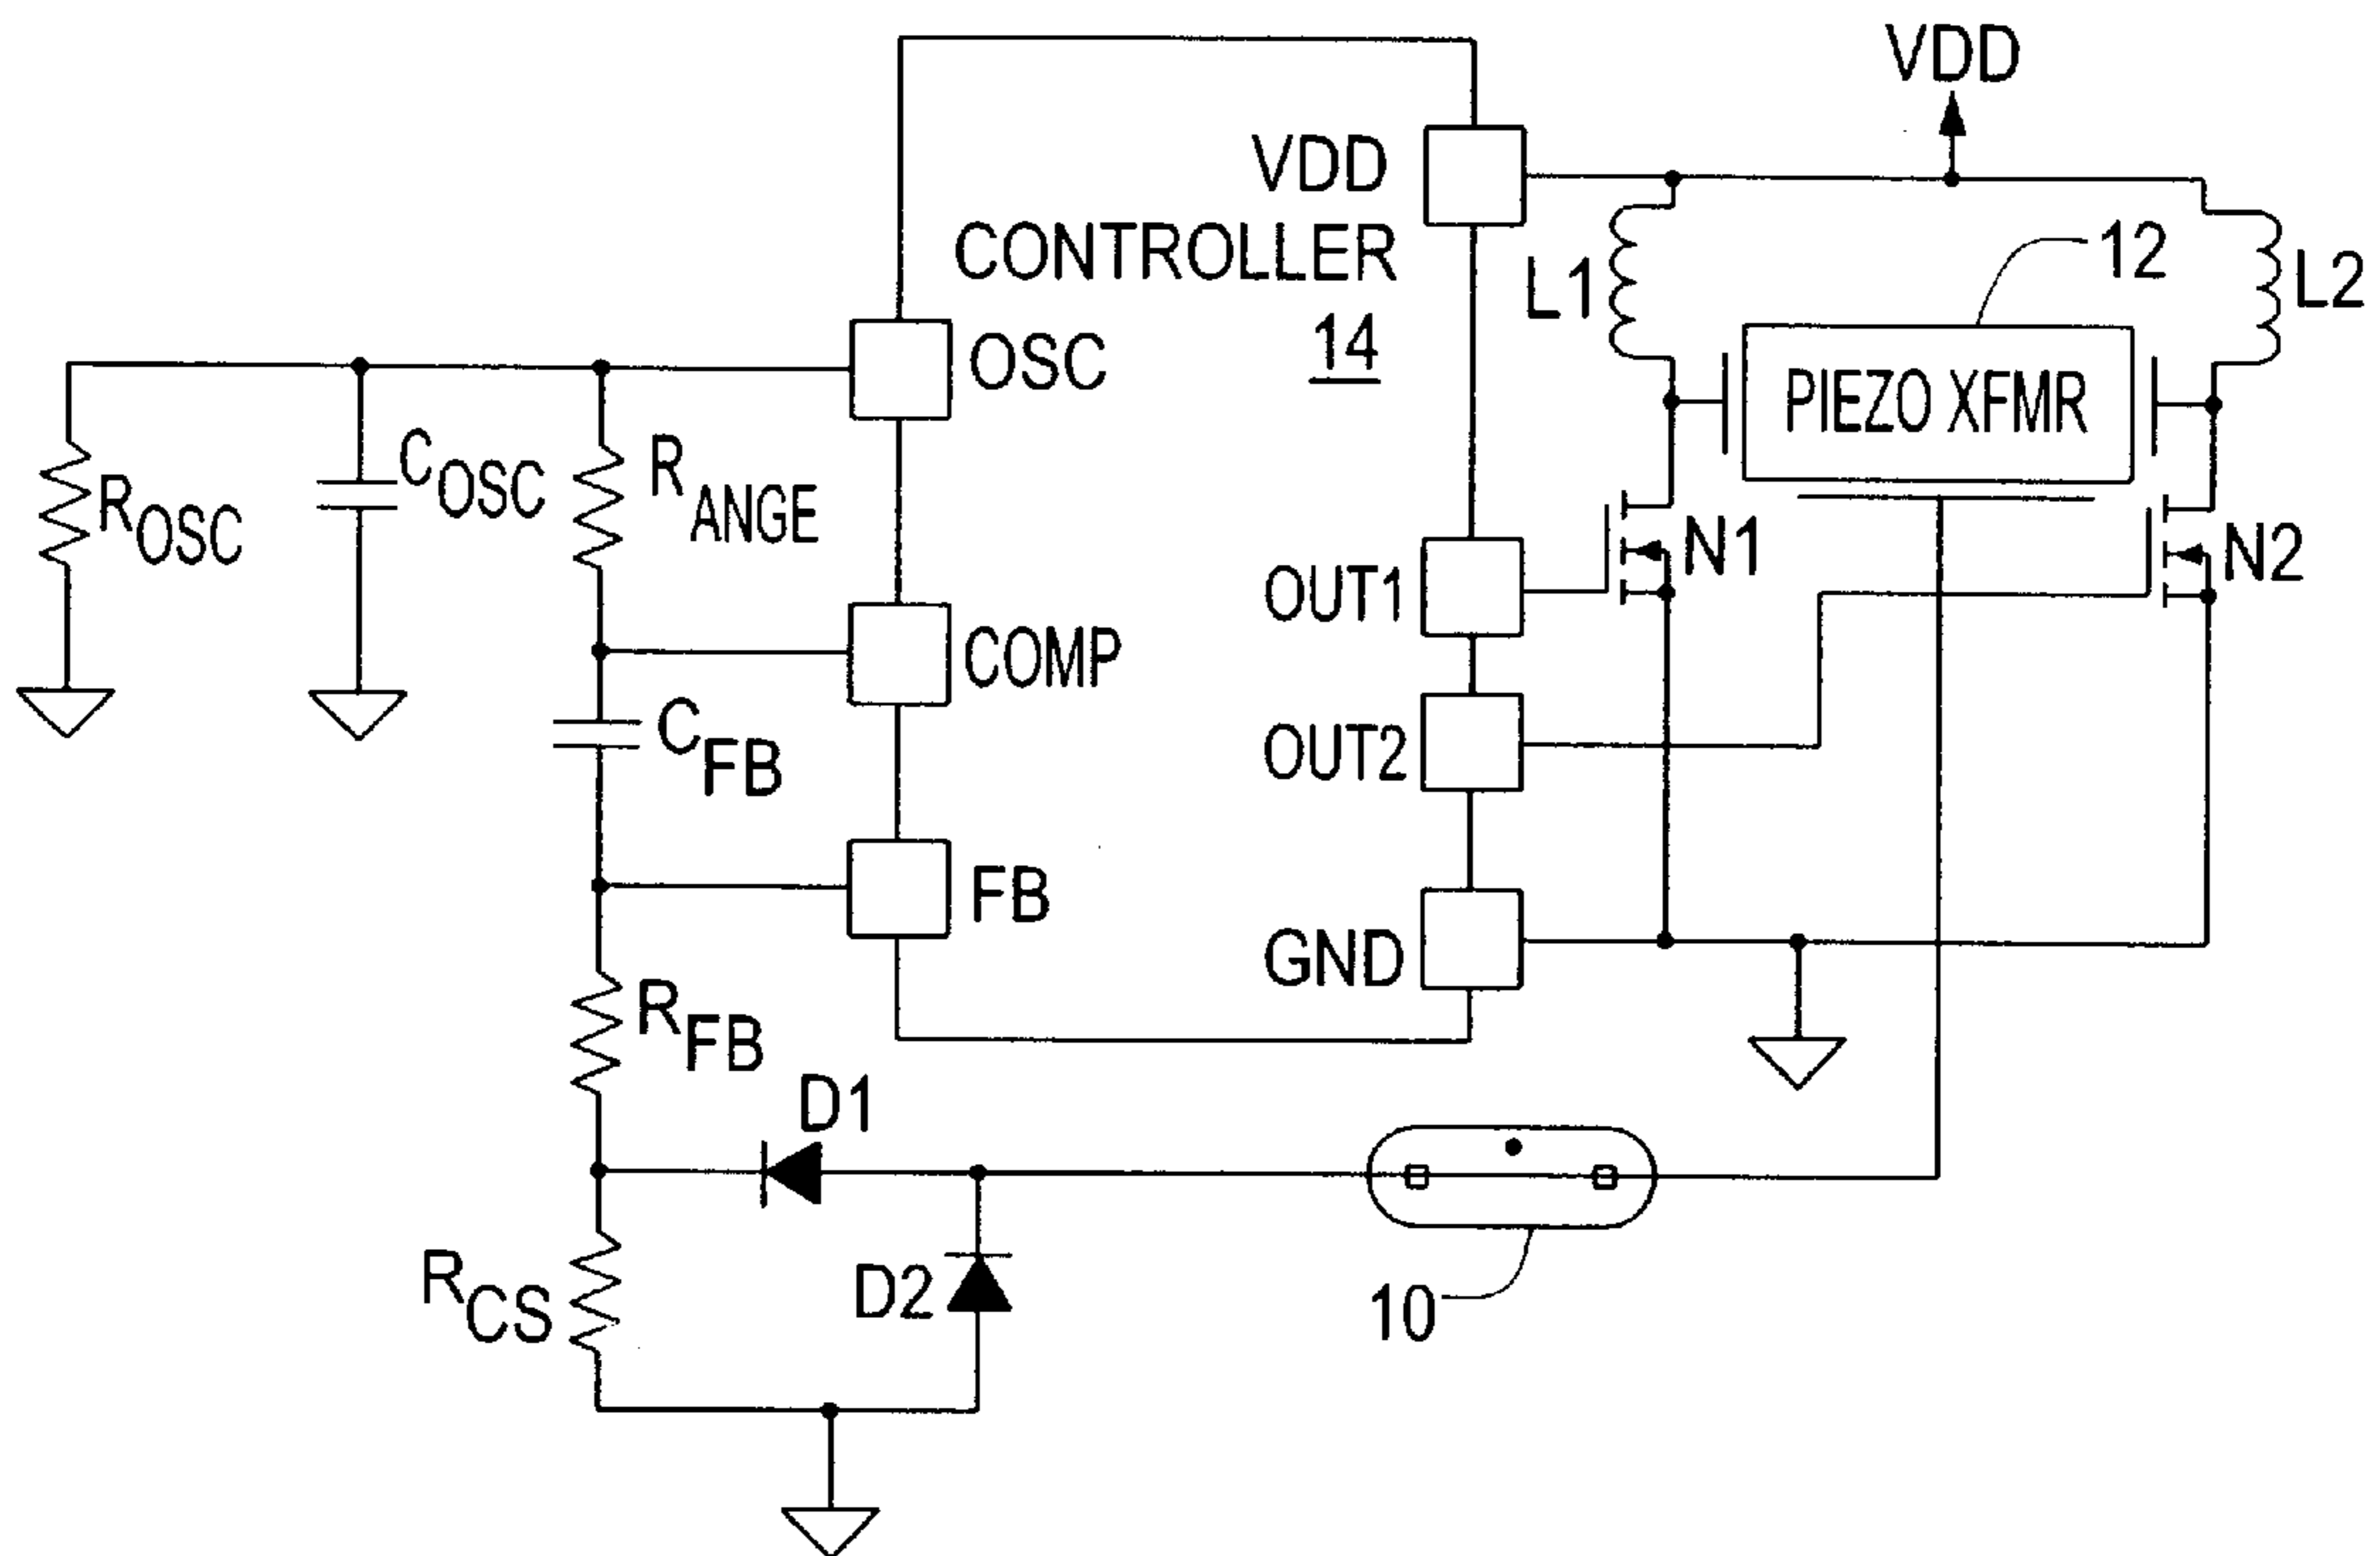 VDD
VDD
CONTROLLER
14
OSC
L1
12
L2
PIEZO XFMR
ROSC
COSC
RANGE
N1
N2
OUT1
COMP
CFB
OUT2
FB
GND
RFB
D1
RCS
D2
10